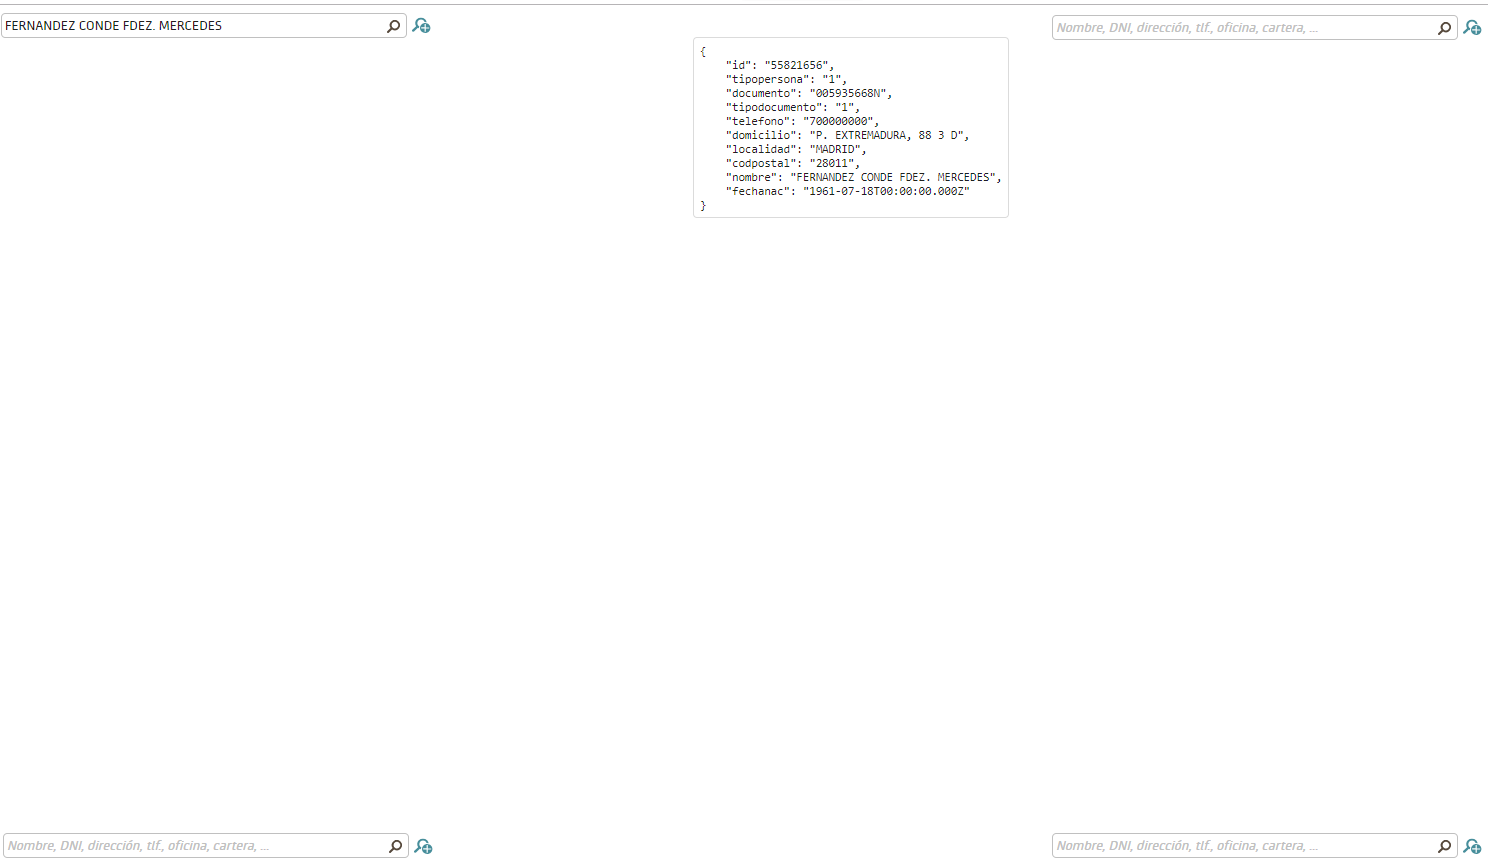 FERNANDEZ CONDE FDEZ. MERCEDES
Nombre, DNI, dirección, tlf., oficina, cartera, ...
{
"id": "55821656",
"tipopersona": "1",
"documento": "005935668N",
"tipodocumento": "1",
"telefono": "700000000",
"domicilio": "P. EXTREMADURA, 88 3 D",
"localidad": "MADRID",
"codpostal": "28011",
"nombre": "FERNANDEZ CONDE FDEZ. MERCEDES",
"fechanac": "1961-07-18T00:00:00.000Z"
}
Nombre, DNI, dirección, tlf., oficina, cartera, ...
Nombre, DNI, dirección, tlf., oficina, cartera, ...